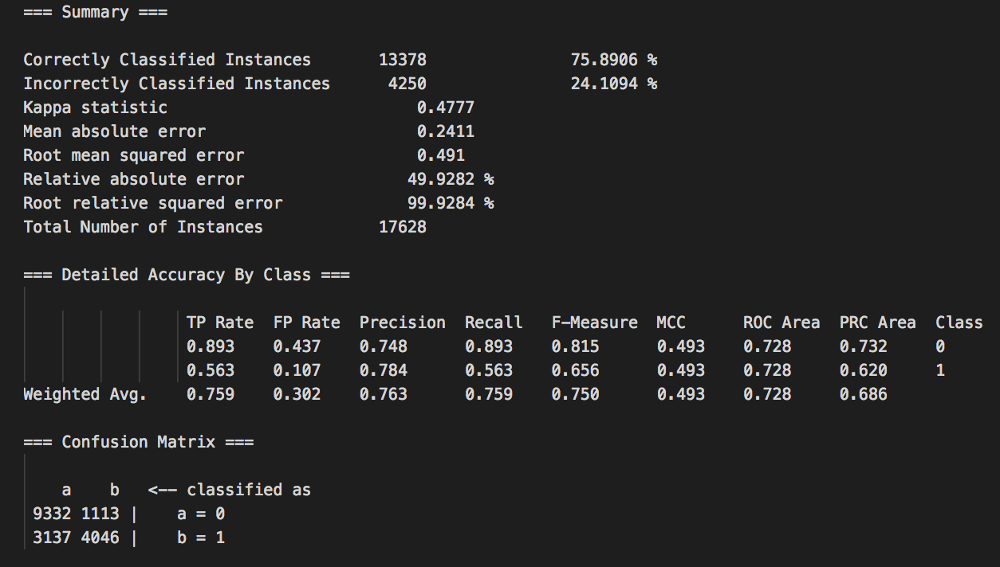 === Summary ===
Correctly Classified Instances 13378 75.8906 %
Incorrectly Classified Instances 4250 24.1094 %
Kappa statistic 0.4777
Mean absolute error 0.2411
Root mean squared error 0.491
Relative absolute error 49.9282 %
Root relative squared error 99.9284 %
Total Number of Instances 17628
=== Detailed Accuracy By Class ===
TP Rate FP Rate Precision Recall F-Measure MCC ROC Area PRC Area Class
0.893 0.437 0.748 0.893 0.815 0.493 0.728 0.732 0
0.563 0.107 0.784 0.563 0.656 0.493 0.728 0.620 1
Weighted Avg. 0.759 0.302 0.763 0.759 0.750 0.493 0.728 0.686
=== Confusion Matrix ===
a b <-- classified as
9332 1113 | a = 0
3137 4046 | b = 1